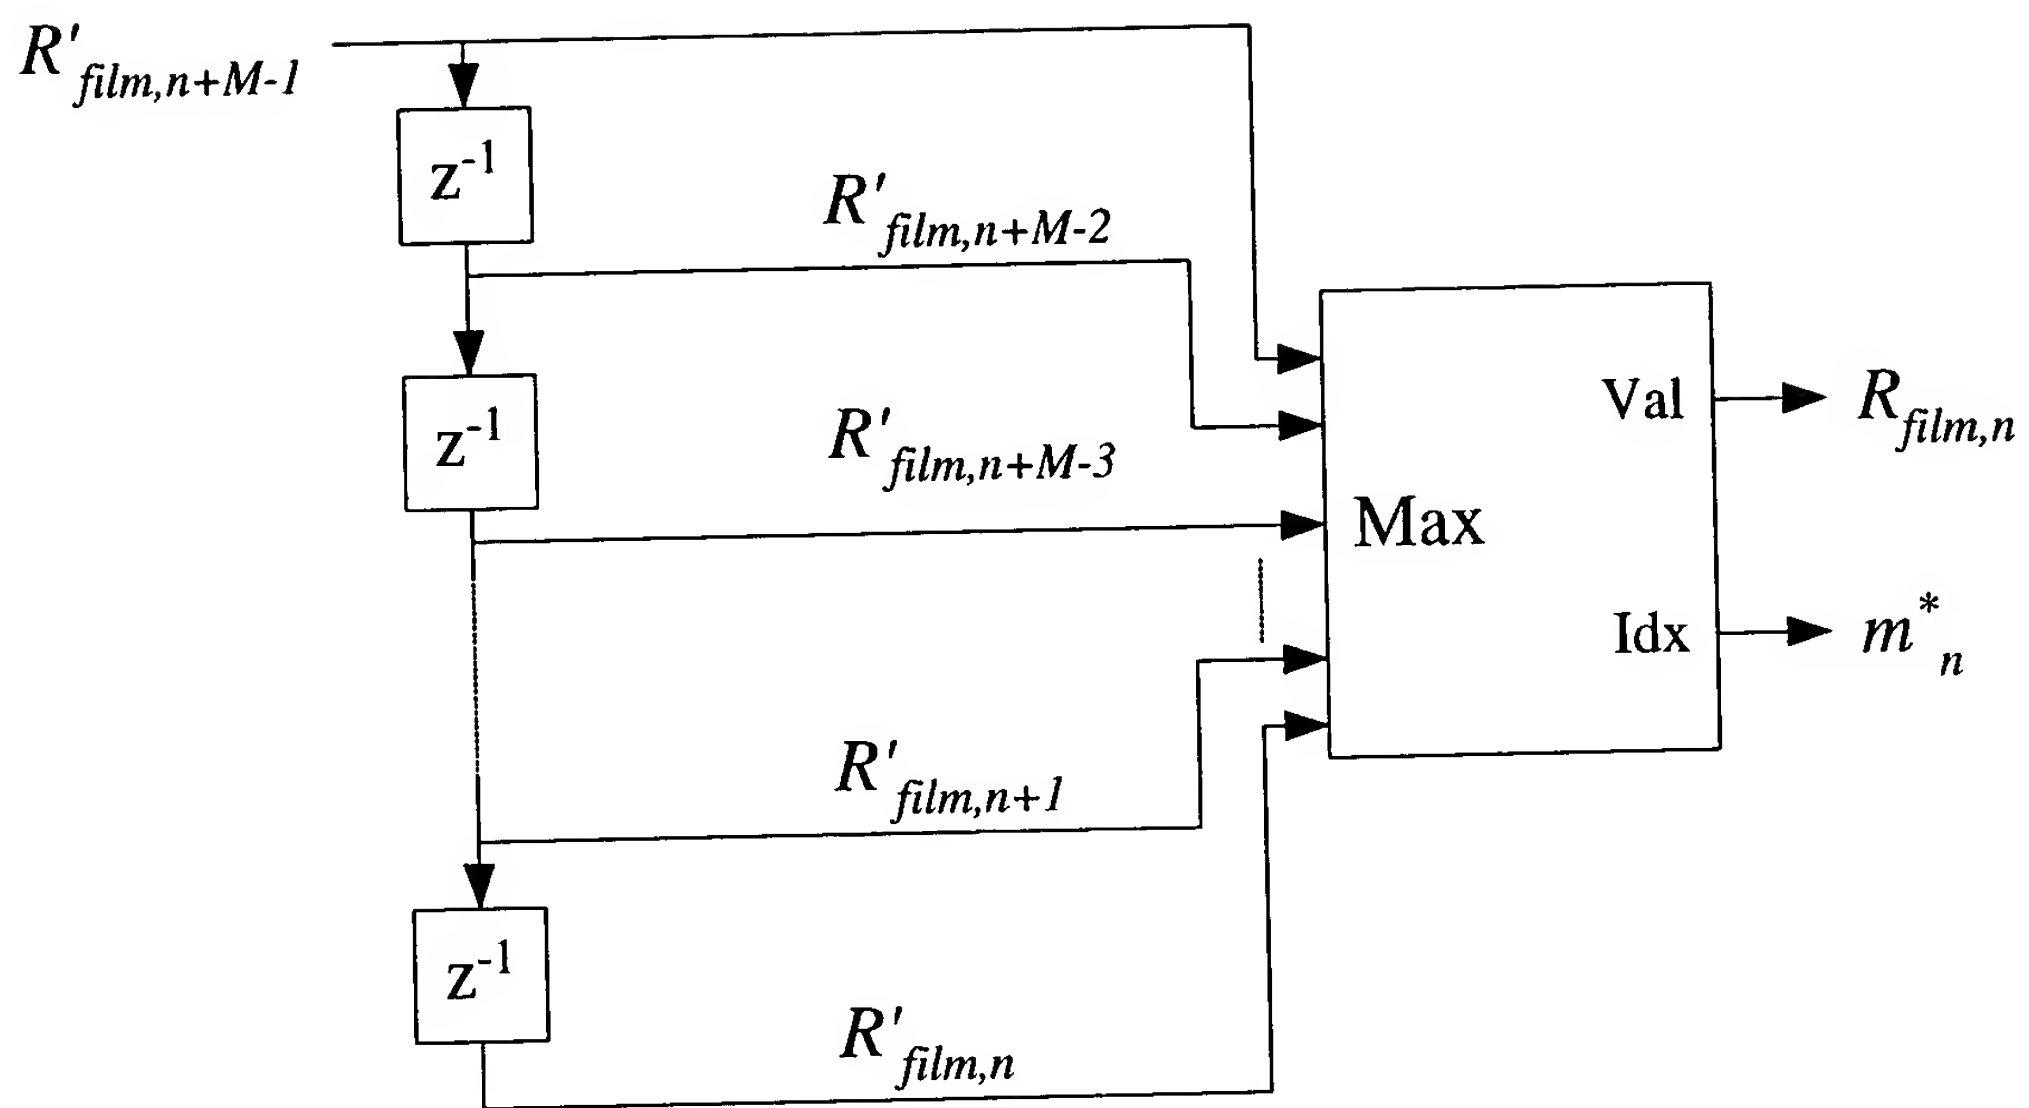 R'film,n+M-1
z-1
R'film,n+M-2
z-1
R'film,n+M-3
Val
Rfilm,n
Max
Idx
m*n
R'film,n+1
z-1
R'film,n